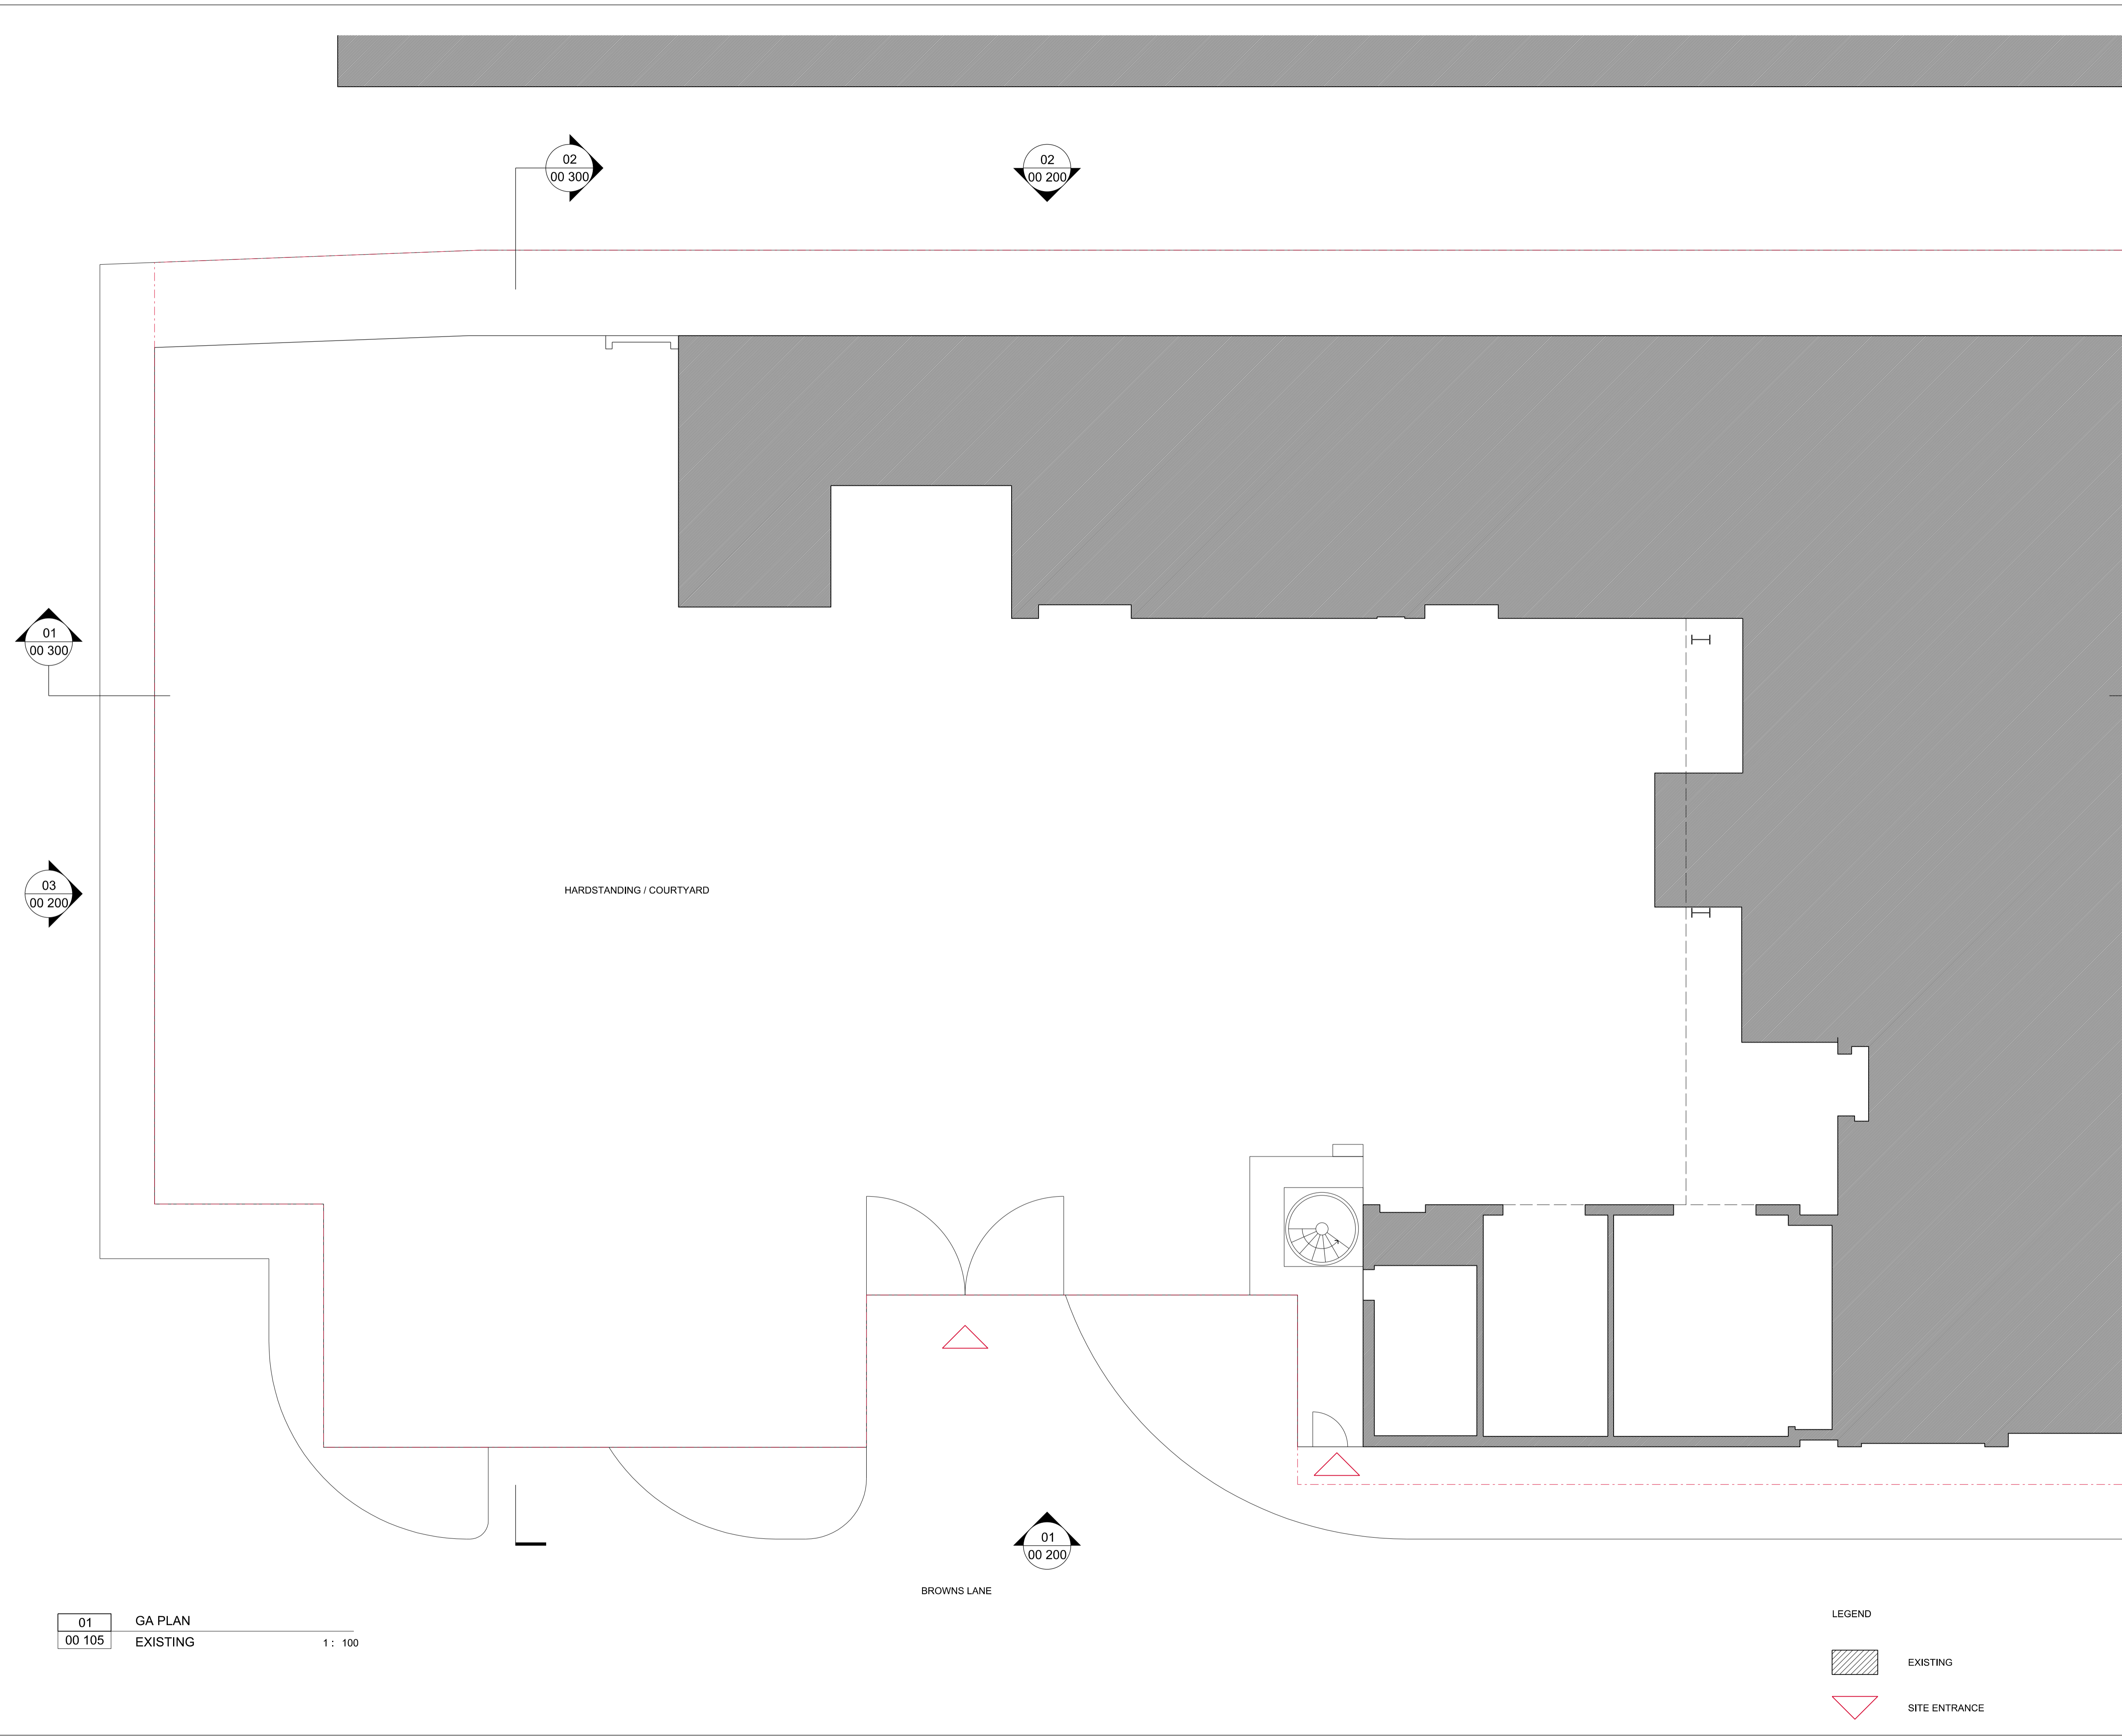 02
00 300
02
00 200
01
00 300
03
00 200
HARDSTANDING / COURTYARD
01
00 200
BROWNS LANE
01
00 105
GA PLAN
EXISTING
1 : 100
LEGEND
EXISTING
SITE ENTRANCE